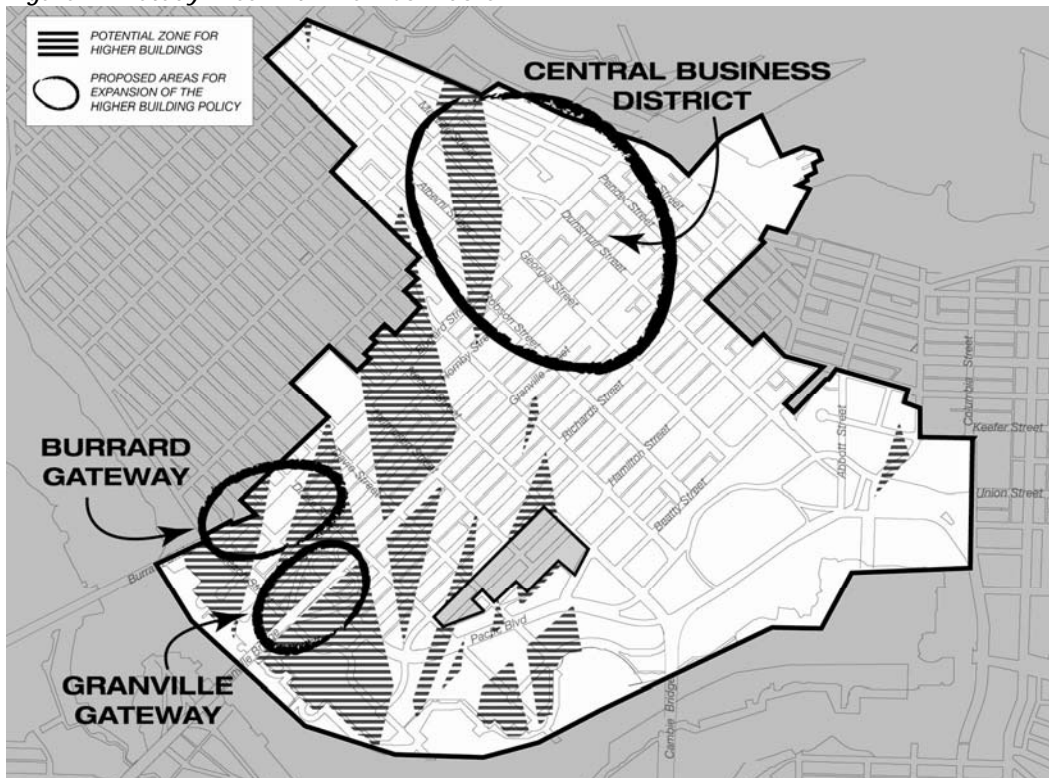 POTENTIAL ZONE FOR
HIGHER BUILDINGS
PROPOSED AREAS FOR
EXPANSION OF THE
HIGHER BUILDING POLICY
CENTRAL BUSINESS
DISTRICT
Alberni Street
Pender Street
Dunsmuir Street
Georgia Street
Robson Street
Hornby Street
Granville Street
Richards Street
Hamilton Street
Beatty Street
Abbott Street
Columbia Street
Keefer Street
Union Street
Davie Street
BURRARD
GATEWAY
Pacific Blvd
Cambie Bridge
GRANVILLE
GATEWAY